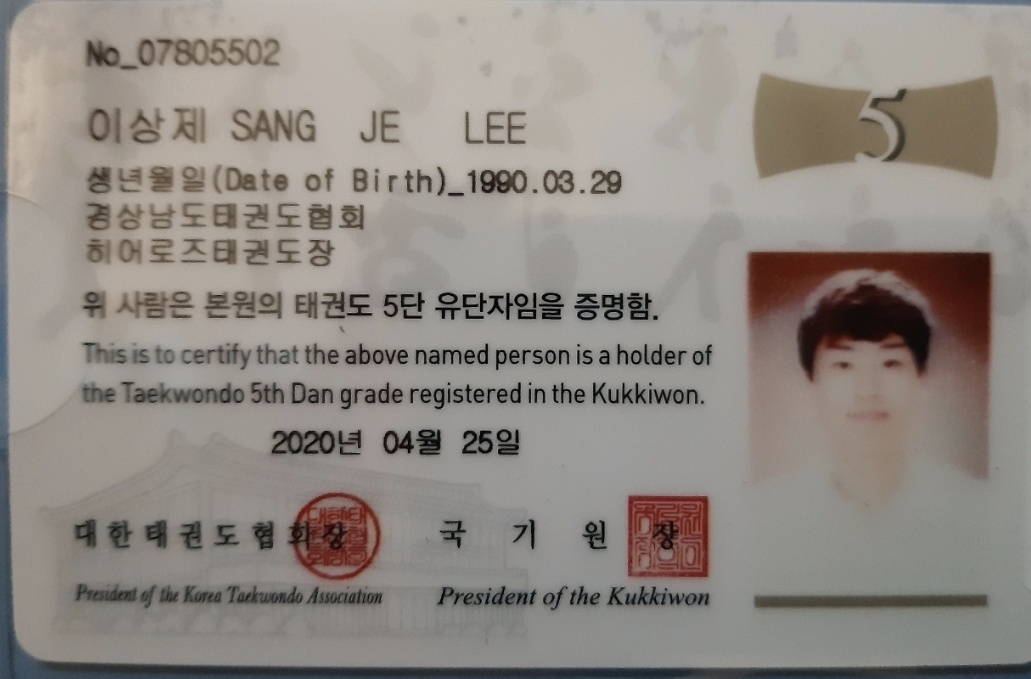 No_07805502
5
이상제 SANG JE LEE
생년월일(Date of Birth)_1990.03.29
경상남도태권도협회
히어로즈태권도장
위 사람은 본원의 태권도 5단 유단자임을 증명함.
This is to certify that the above named person is a holder of
the Taekwondo 5th Dan grade registered in the Kukkiwon.
2020년 04월 25일
대한태권도협회장 국기원장
President of the Korea Taekwondo Association President of the Kukkiwon